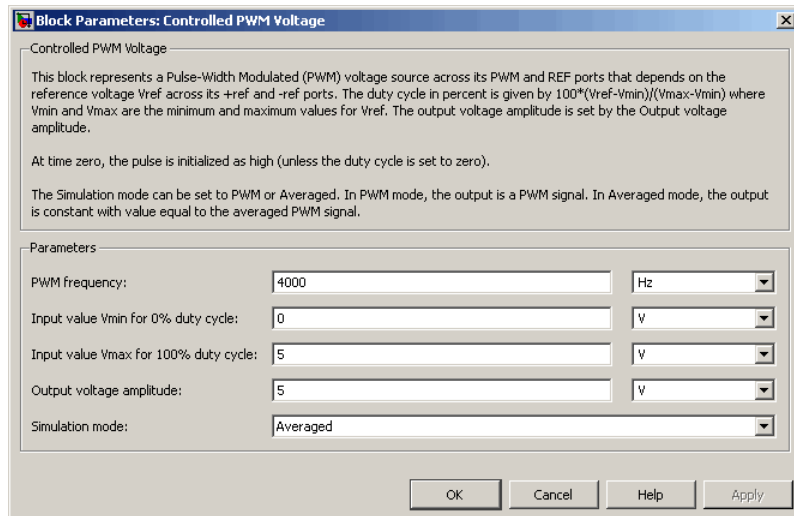 Block Parameters: Controlled PWM Voltage
Controlled PWM Voltage
This block represents a Pulse-Width Modulated (PWM) voltage source across its PWM and REF ports that depends on the
reference voltage Vref across its +ref and -ref ports. The duty cycle in percent is given by 100*(Vref-Vmin)/(Vmax-Vmin) where
Vmin and Vmax are the minimum and maximum values for Vref. The output voltage amplitude is set by the Output voltage
amplitude.
At time zero, the pulse is initialized as high (unless the duty cycle is set to zero).
The Simulation mode can be set to PWM or Averaged. In PWM mode, the output is a PWM signal. In Averaged mode, the output
is constant with value equal to the averaged PWM signal.
Parameters
PWM frequency: 4000 Hz
Input value Vmin for 0% duty cycle: 0 V
Input value Vmax for 100% duty cycle: 5 V
Output voltage amplitude: 5 V
Simulation mode: Averaged
OK Cancel Help Apply